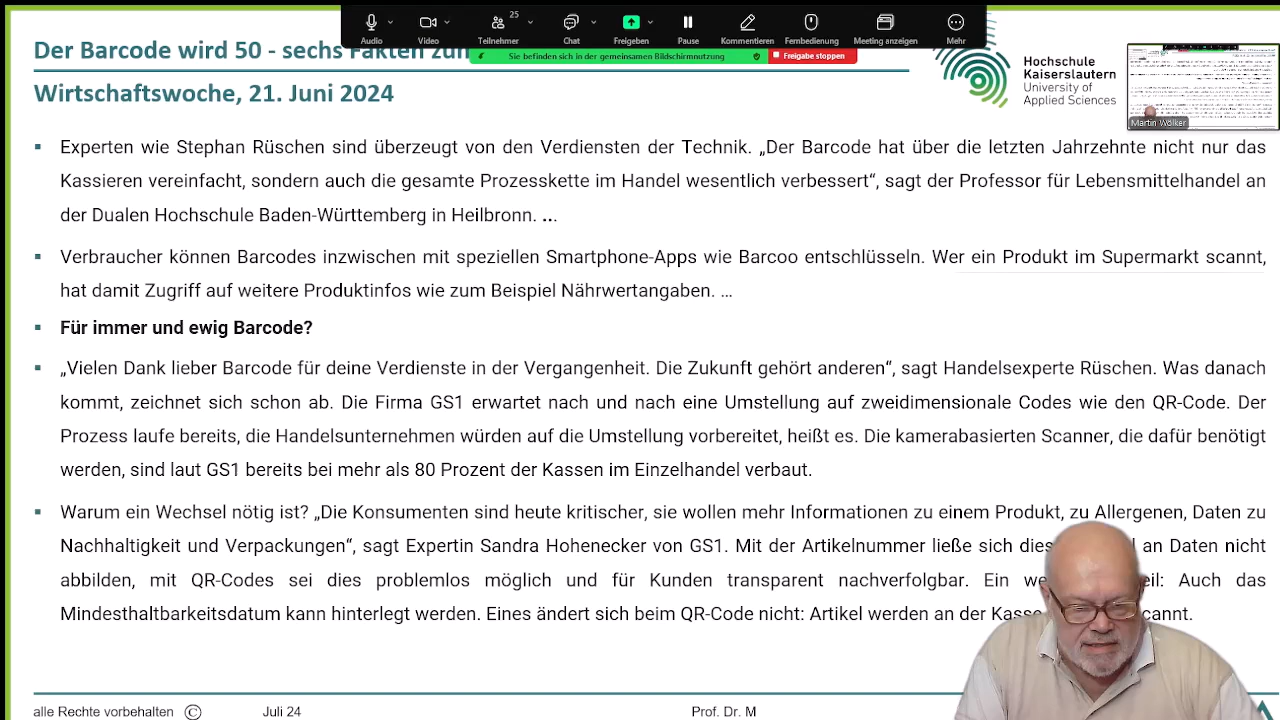 Audio
Video
25
Teilnehmer
Chat
Freigeben
Pause
Kommentieren
Fernbedienung
Meeting anzeigen
Mehr
Sie befinden sich in der gemeinsamen Bildschirmnutzung
Freigabe stoppen
Der Barcode wird 50 - sechs Fakten zum
Wirtschaftswoche, 21. Juni 2024
Hochschule
Kaiserslautern
University of
Applied Sciences
Martin Wölker
Experten wie Stephan Rüschen sind überzeugt von den Verdiensten der Technik. „Der Barcode hat über die letzten Jahrzehnte nicht nur das
Kassieren vereinfacht, sondern auch die gesamte Prozesskette im Handel wesentlich verbessert“, sagt der Professor für Lebensmittelhandel an
der Dualen Hochschule Baden-Württemberg in Heilbronn. ...
Verbraucher können Barcodes inzwischen mit speziellen Smartphone-Apps wie Barcoo entschlüsseln. Wer ein Produkt im Supermarkt scannt,
hat damit Zugriff auf weitere Produktinfos wie zum Beispiel Nährwertangaben. …
Für immer und ewig Barcode?
„Vielen Dank lieber Barcode für deine Verdienste in der Vergangenheit. Die Zukunft gehört anderen“, sagt Handelsexperte Rüschen. Was danach
kommt, zeichnet sich schon ab. Die Firma GS1 erwartet nach und nach eine Umstellung auf zweidimensionale Codes wie den QR-Code. Der
Prozess laufe bereits, die Handelsunternehmen würden auf die Umstellung vorbereitet, heißt es. Die kamerabasierten Scanner, die dafür benötigt
werden, sind laut GS1 bereits bei mehr als 80 Prozent der Kassen im Einzelhandel verbaut.
Warum ein Wechsel nötig ist? „Die Konsumenten sind heute kritischer, sie wollen mehr Informationen zu einem Produkt, zu Allergenen, Daten zu
Nachhaltigkeit und Verpackungen“, sagt Expertin Sandra Hohenecker von GS1. Mit der Artikelnummer ließe sich an Daten nicht
abbilden, mit QR-Codes sei dies problemlos möglich und für Kunden transparent nachverfolgbar. Ein Auch das
Mindesthaltbarkeitsdatum kann hinterlegt werden. Eines ändert sich beim QR-Code nicht: Artikel werden an der
alle Rechte vorbehalten ©
Juli 24
Prof. Dr. M